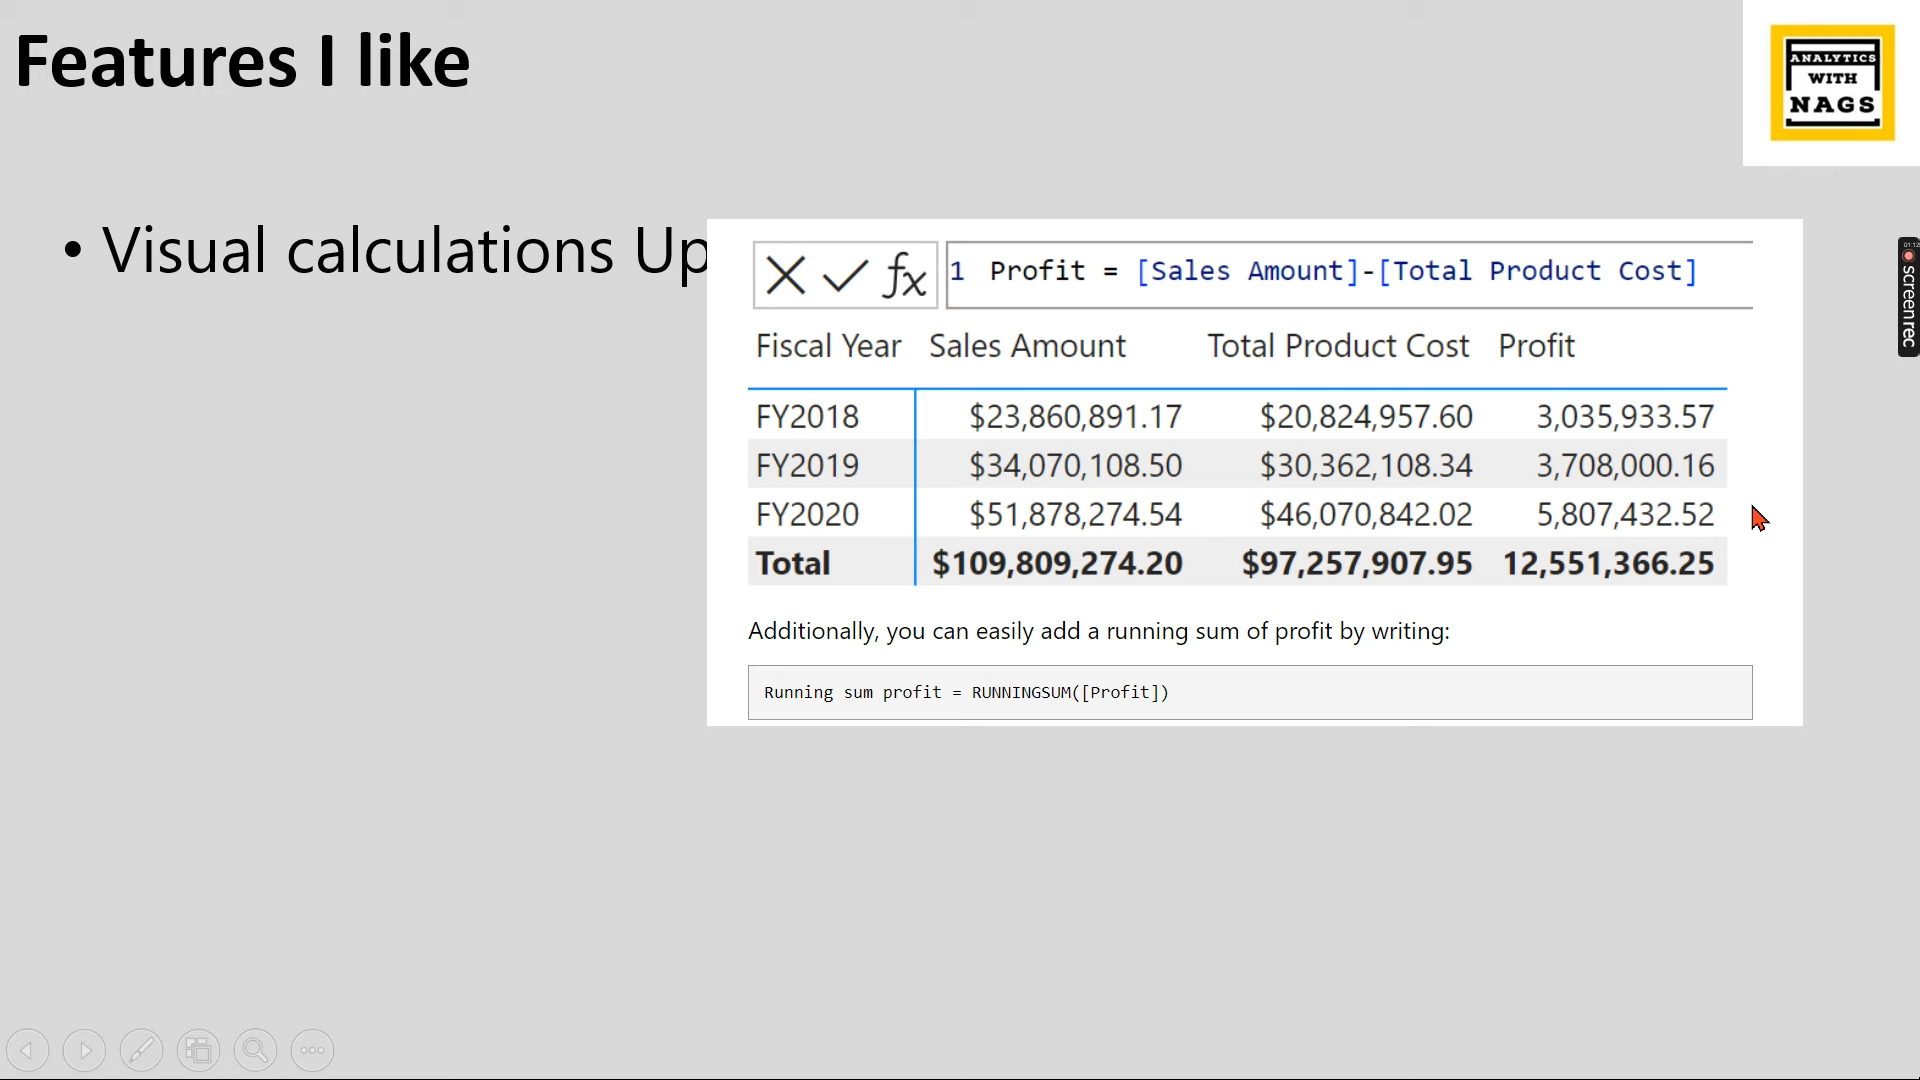 Features I like
ANALYTICS
WITH
NAGS
• Visual calculations Up
fx
1 Profit = [Sales Amount]-[Total Product Cost]
Fiscal Year Sales Amount Total Product Cost Profit
FY2018 $23,860,891.17 $20,824,957.60 3,035,933.57
FY2019 $34,070,108.50 $30,362,108.34 3,708,000.16
FY2020 $51,878,274.54 $46,070,842.02 5,807,432.52
Total $109,809,274.20 $97,257,907.95 12,551,366.25
Additionally, you can easily add a running sum of profit by writing:
Running sum profit = RUNNINGSUM([Profit])
screenrec